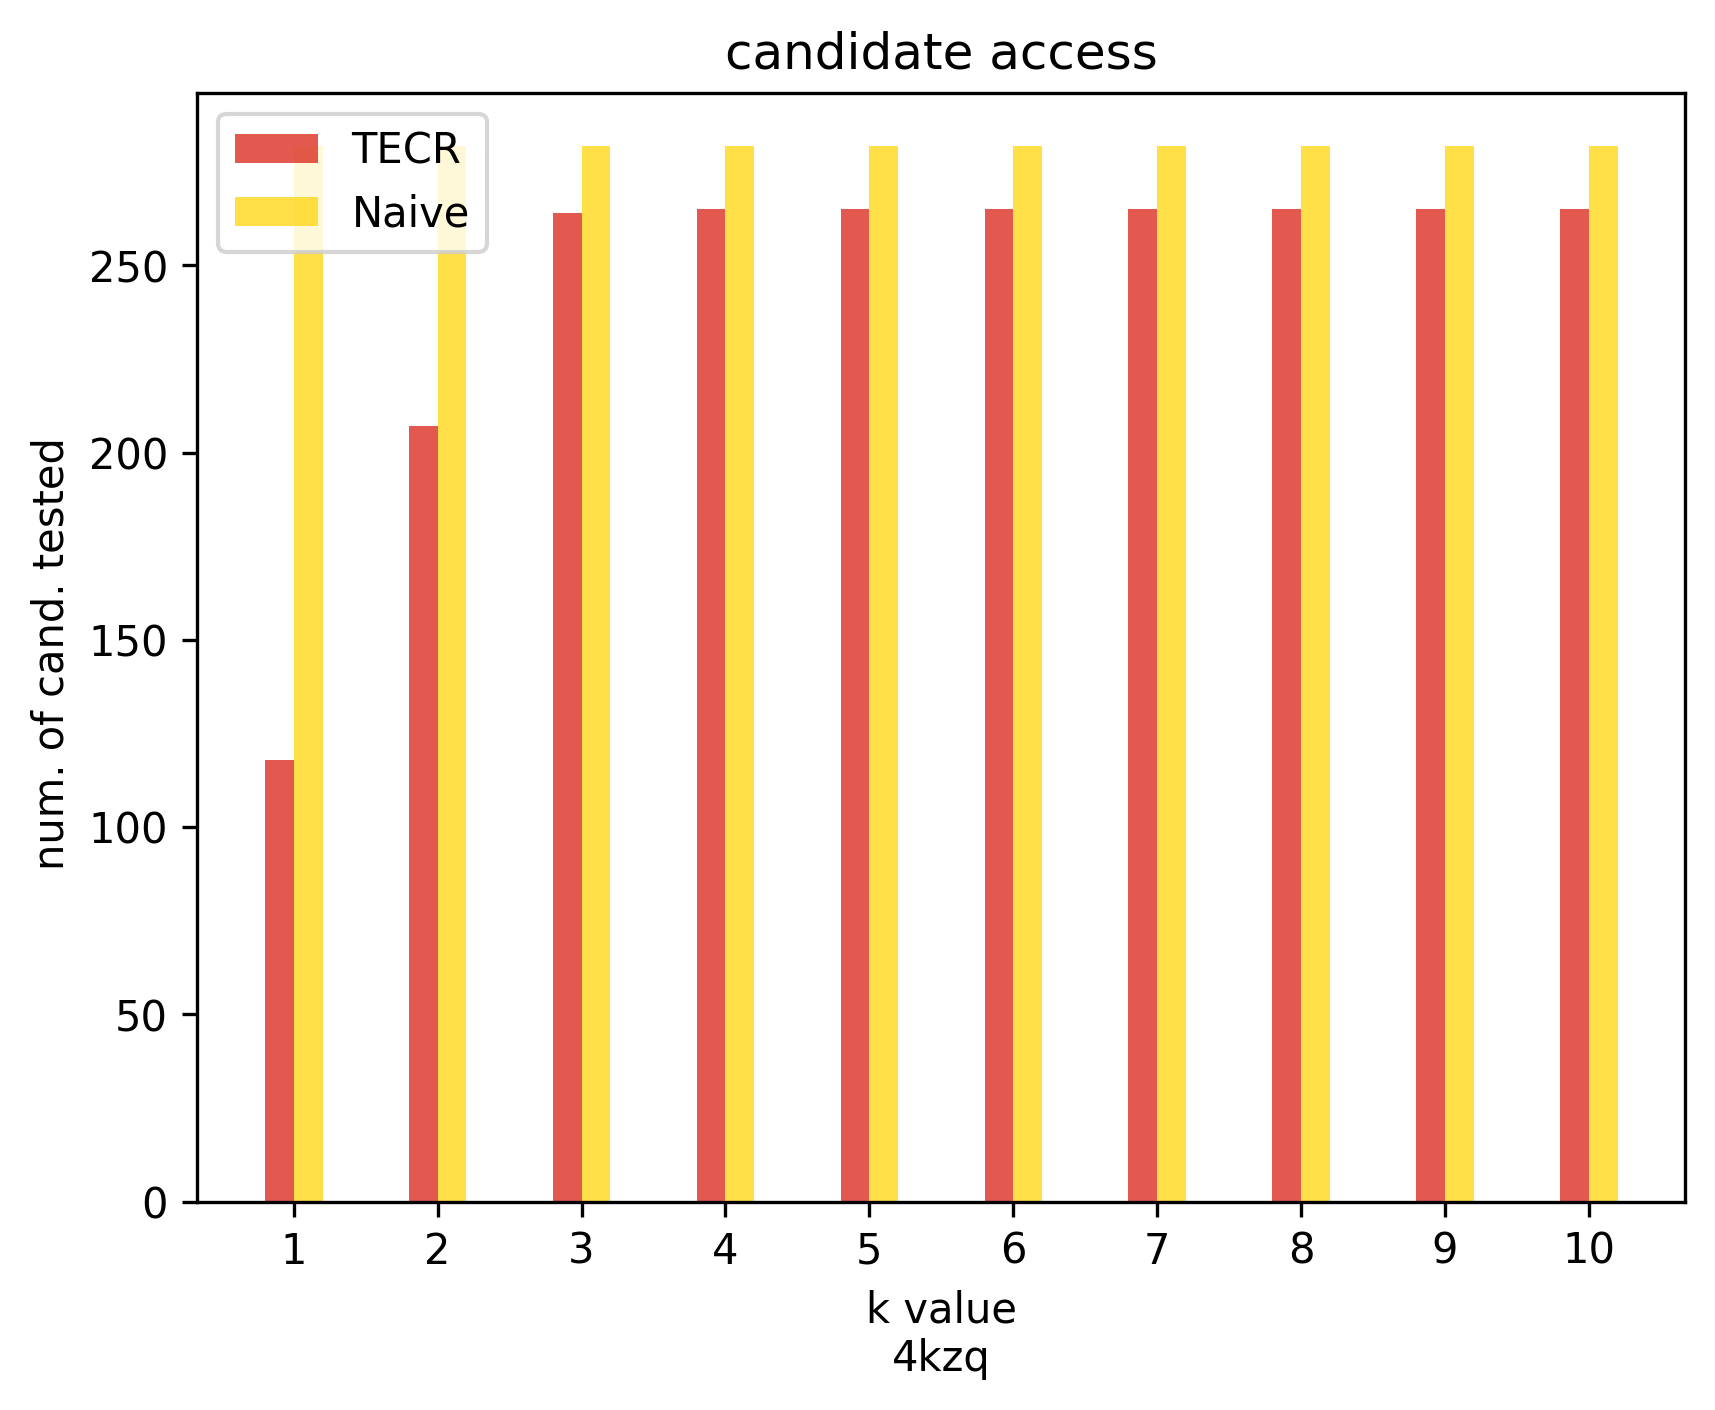 candidate access
TECR
Naive
num. of cand. tested
250
200
150
100
50
0
1 2 3 4 5 6 7 8 9 10
k value
4kzq